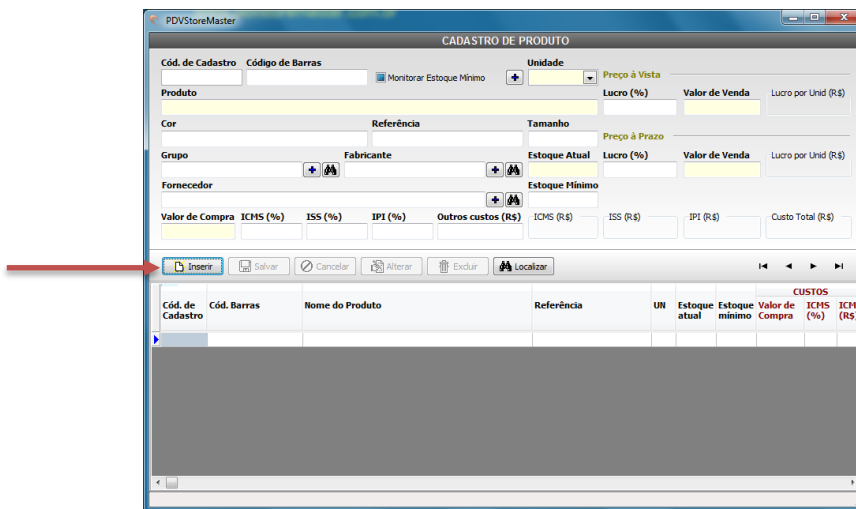 PDVStoreMaster
CADASTRO DE PRODUTO
Cód. de Cadastro Código de Barras Unidade
Monitorar Estoque Mínimo Preço à Vista
Produto Lucro (%) Valor de Venda Lucro por Unid (R$)
Cor Referência Tamanho
Preço à Prazo
Grupo Fabricante Estoque Atual Lucro (%) Valor de Venda Lucro por Unid (R$)
Fornecedor Estoque Mínimo
Valor de Compra ICMS (%) ISS (%) IPI (%) Outros custos (R$) ICMS (R$) ISS (R$) IPI (R$) Custo Total (R$)
Inserir Salvar Cancelar Alterar Excluir Localizar
CUSTOS
Cód. de Cód. Barras Nome do Produto Referência UN Estoque Estoque Valor de ICMS ICM
Cadastro atual mínimo Compra (%) (R$)